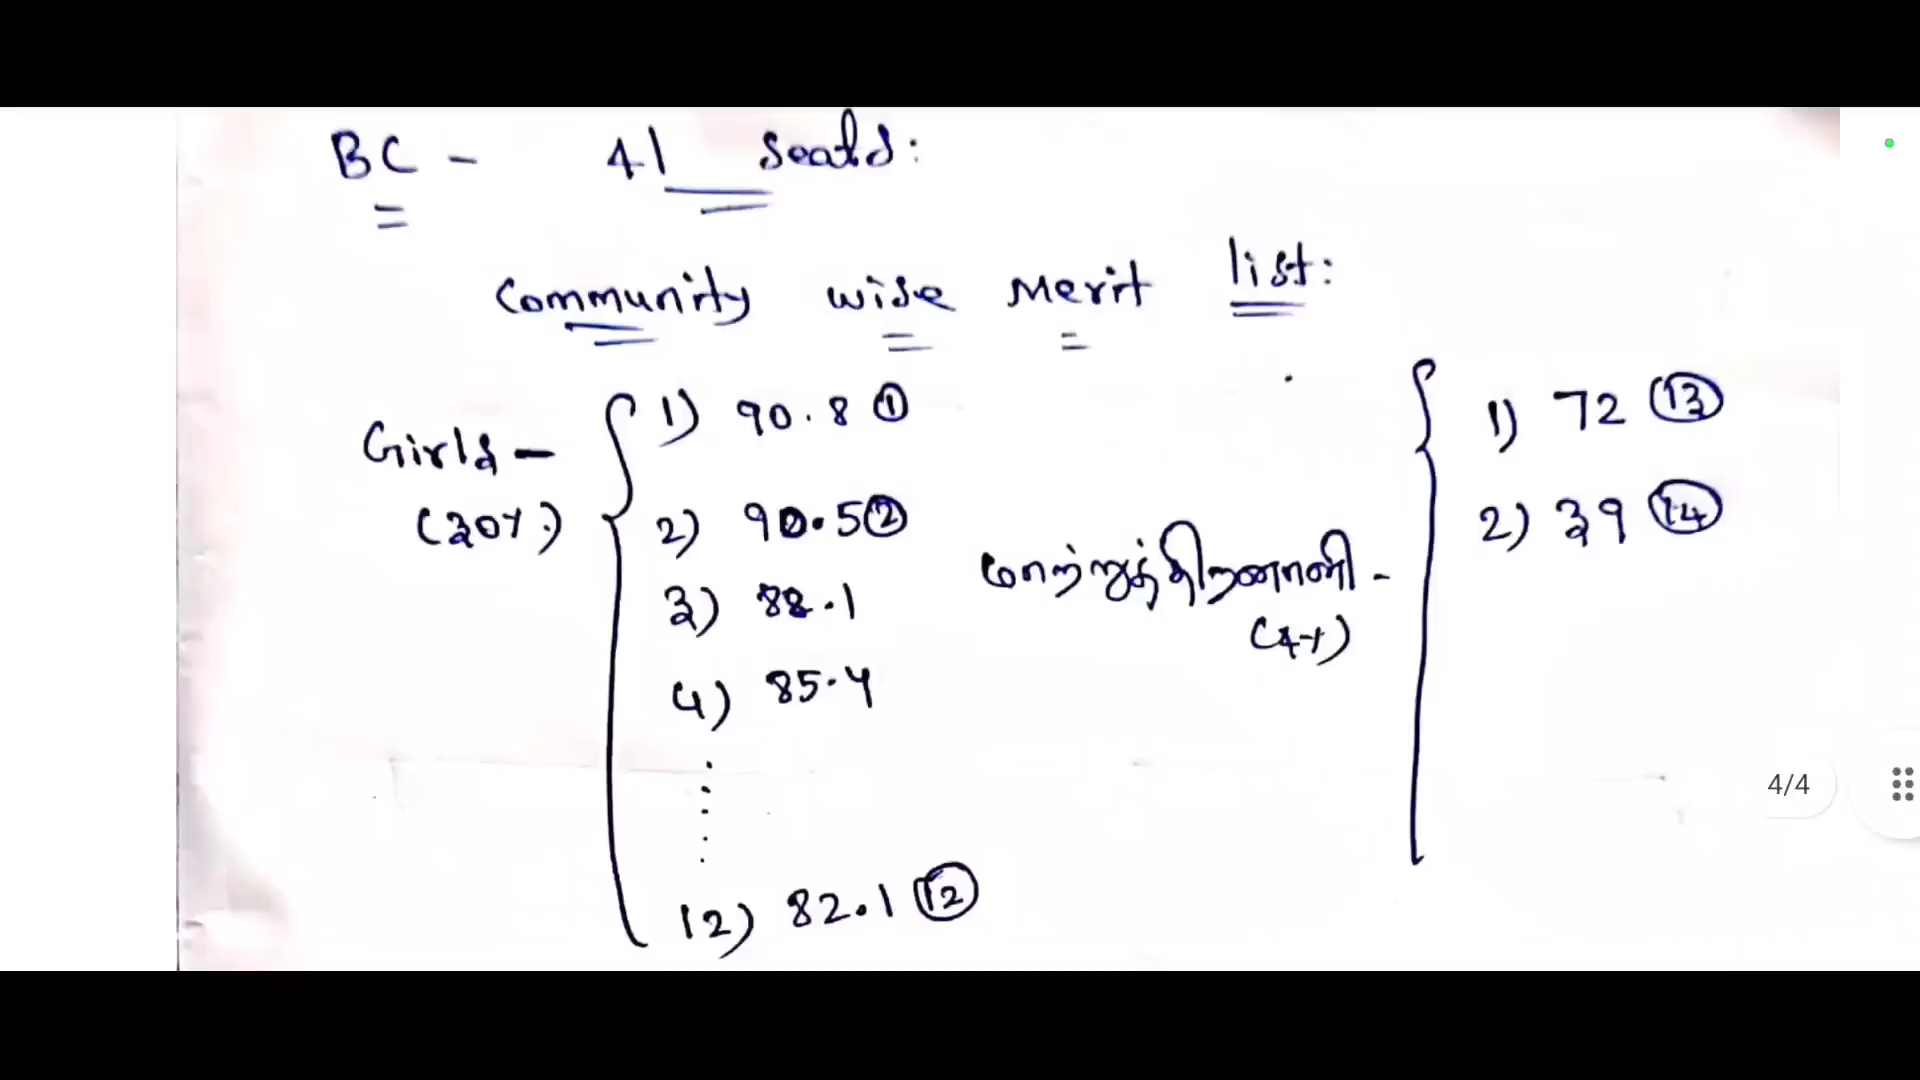 BC - 41 seats:
community wise merit list:
Girls -
(30%)
1) 90.8 ①
2) 90.5 ②
3) 88.1
4) 85.4
12) 82.1 ⑫
மாற்றுத்திறனாளி -
(4%)
1) 72 ⑬
2) 39 ⑭
4/4